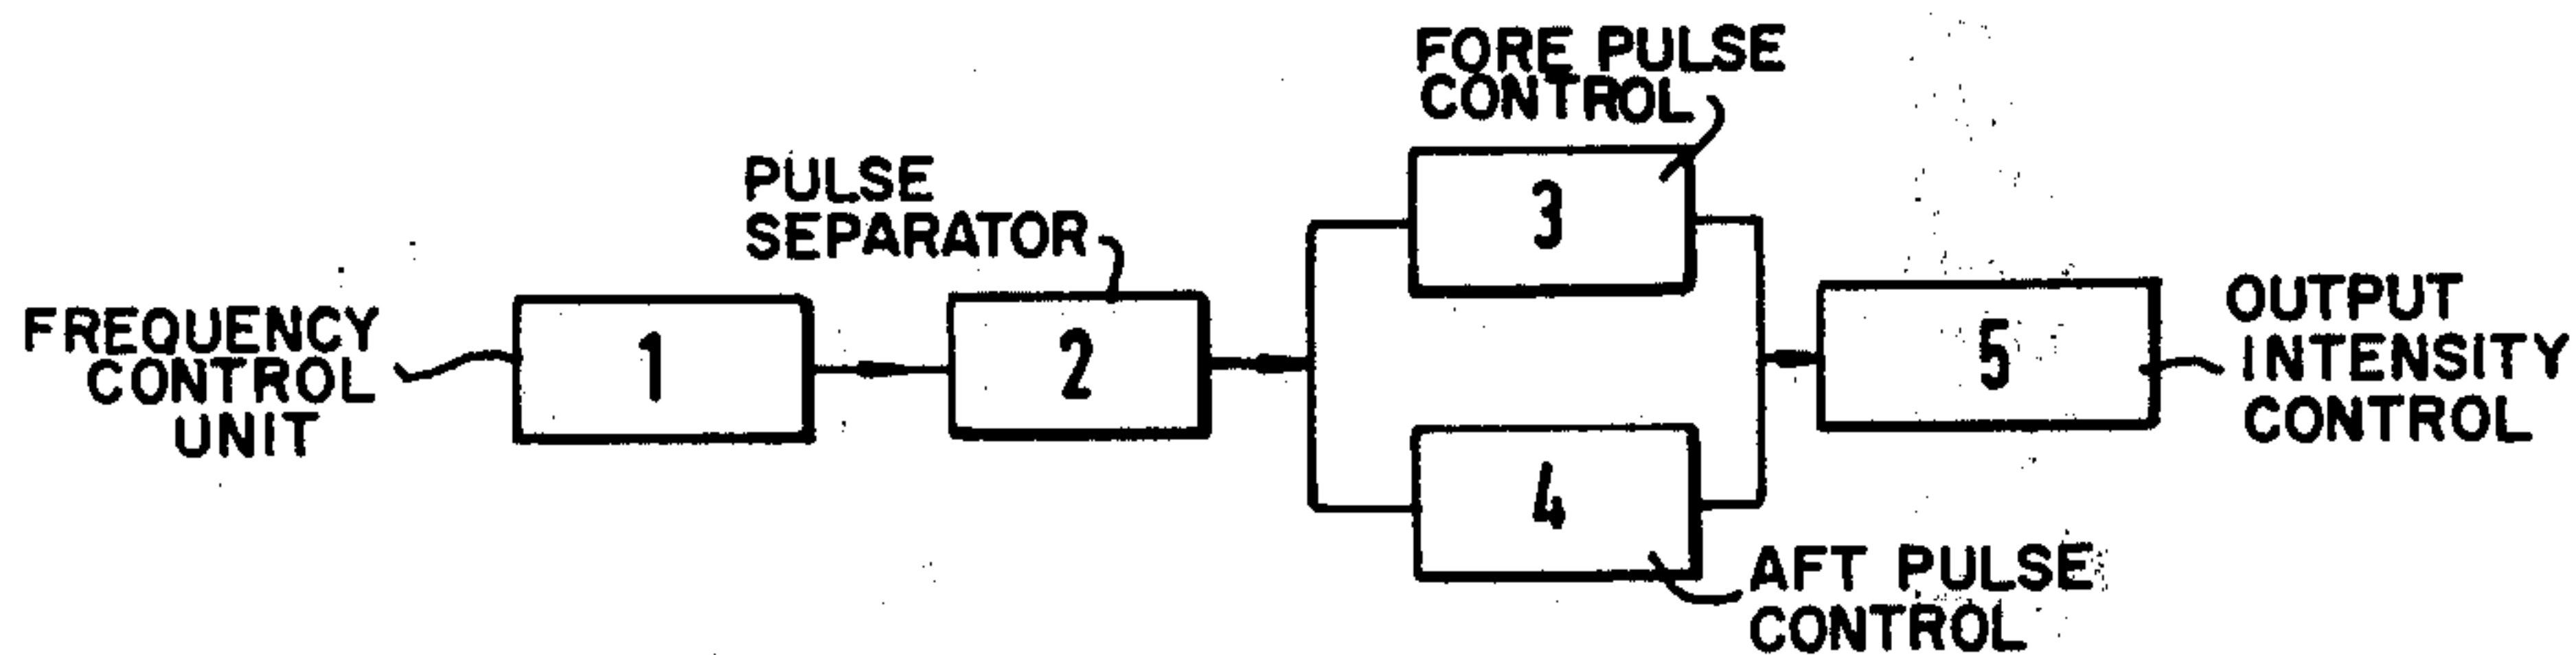 FREQUENCY
CONTROL
UNIT
1
PULSE
SEPARATOR
2
FORE PULSE
CONTROL
3
4
AFT PULSE
CONTROL
5
OUTPUT
INTENSITY
CONTROL